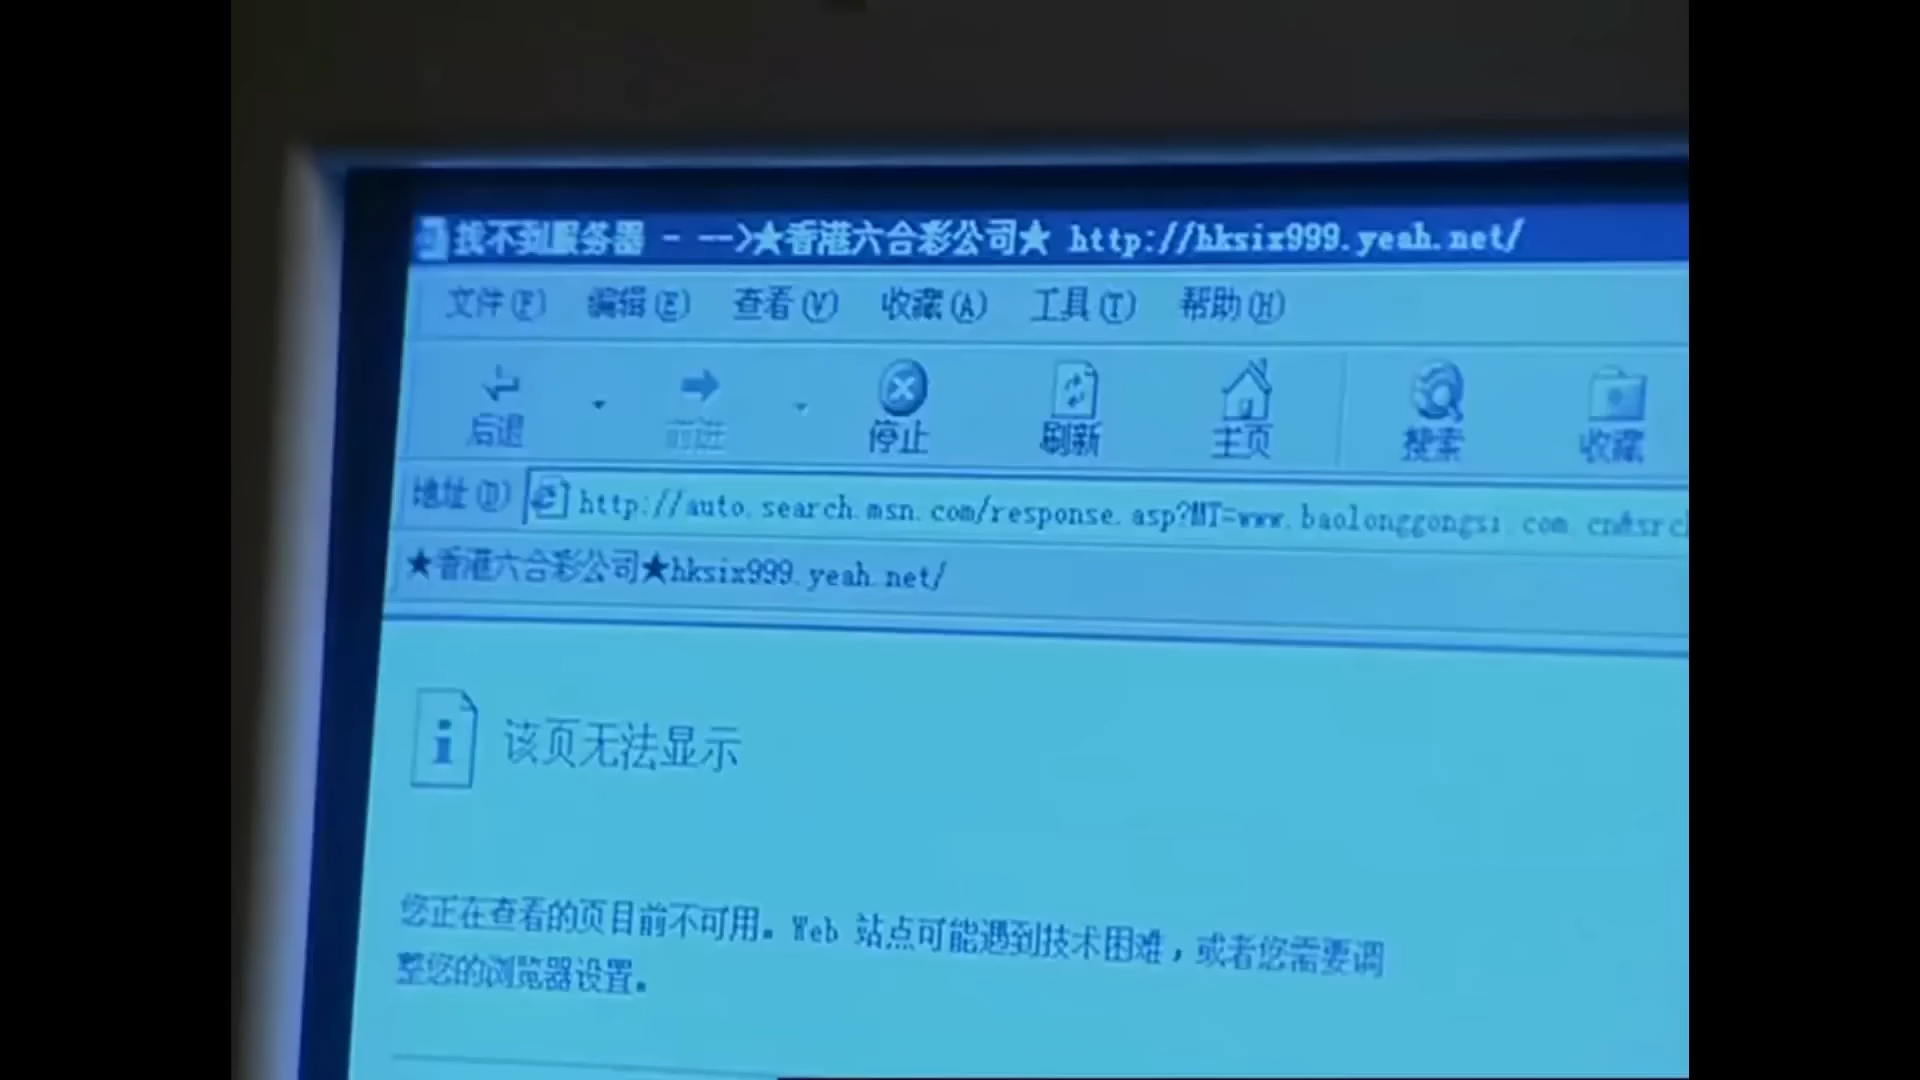 找不到服务器 - -->★香港六合彩公司★ http://hksix999.yeah.net/
文件(F) 编辑(E) 查看(V) 收藏(A) 工具(T) 帮助(H)
后退 前进 停止 刷新 主页 搜索 收藏
地址(D) http://auto.search.msn.com/response.asp?MT=www.baolonggongsi.com.cn&srch
★香港六合彩公司★hksix999.yeah.net/
i 该页无法显示
您正在查看的页目前不可用。Web 站点可能遇到技术困难，或者您需要调
整您的浏览器设置。